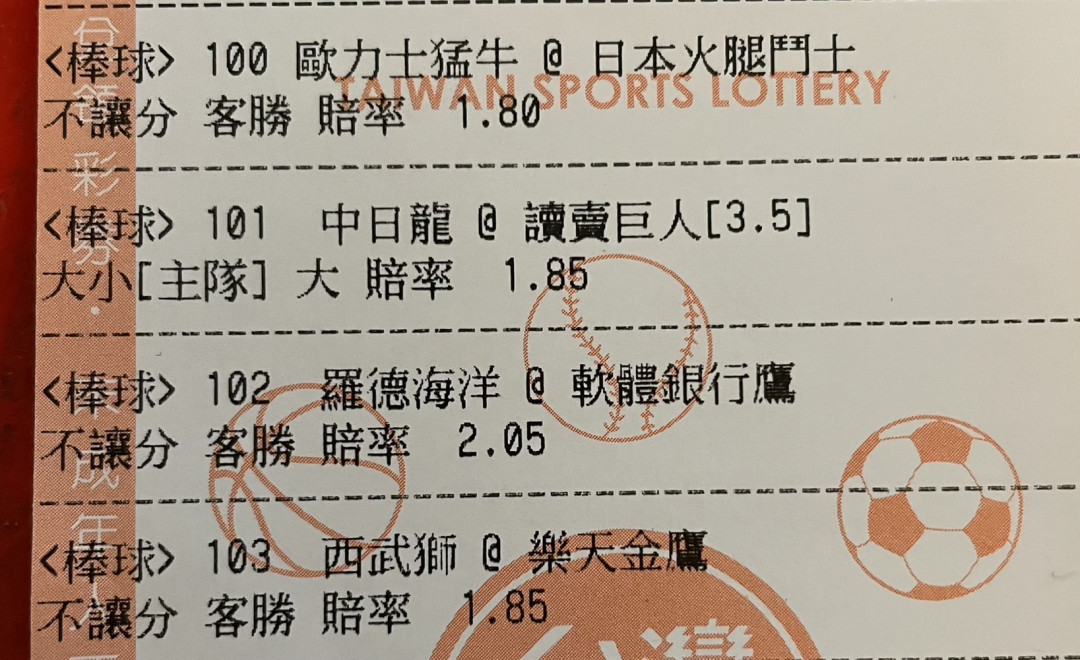 <棒球> 100 歐力士猛牛 @ 日本火腿鬥士
TAIWAN SPORTS LOTTERY
不讓分 客勝 賠率 1.80
<棒球> 101 中日龍 @ 讀賣巨人[3.5]
大小[主隊] 大 賠率 1.85
<棒球> 102 羅德海洋 @ 軟體銀行鷹
不讓分 客勝 賠率 2.05
<棒球> 103 西武獅 @ 樂天金鷹
不讓分 客勝 賠率 1.85
台灣